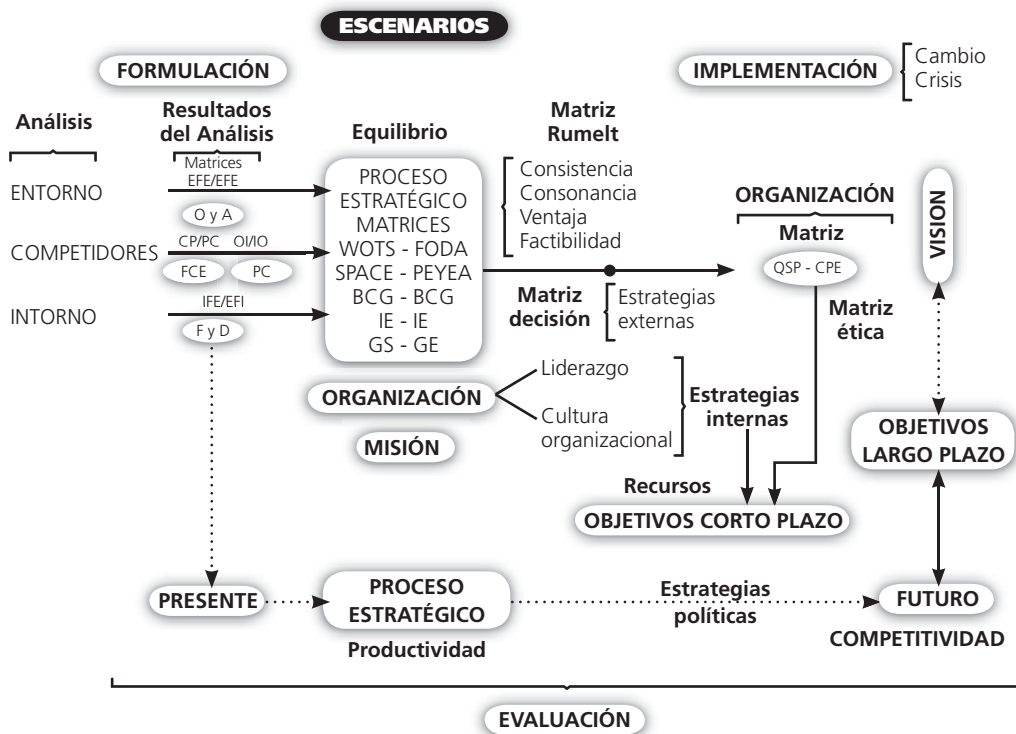 ESCENARIOS
FORMULACIÓN
IMPLEMENTACIÓN
Cambio
Crisis
Análisis
Resultados
del Análisis
Equilibrio
Matriz
Rumelt
Matrices
EFE/EFE
O y A
ENTORNO
COMPETIDORES
CP/PC OI/IO
FCE
PC
INTORNO
IFE/EFI
F y D
PROCESO
ESTRATÉGICO
MATRICES
WOTS - FODA
SPACE - PEYEA
BCG - BCG
IE - IE
GS - GE
Consistencia
Consonancia
Ventaja
Factibilidad
Matriz
decisión
Estrategias
externas
ORGANIZACIÓN
Matriz
QSP - CPE
Matriz
ética
VISION
ORGANIZACIÓN
Liderazgo
Cultura
organizacional
Estrategias
internas
MISIÓN
OBJETIVOS
LARGO PLAZO
Recursos
OBJETIVOS CORTO PLAZO
PRESENTE
PROCESO
ESTRATÉGICO
Productividad
Estrategias
políticas
FUTURO
COMPETITIVIDAD
EVALUACIÓN